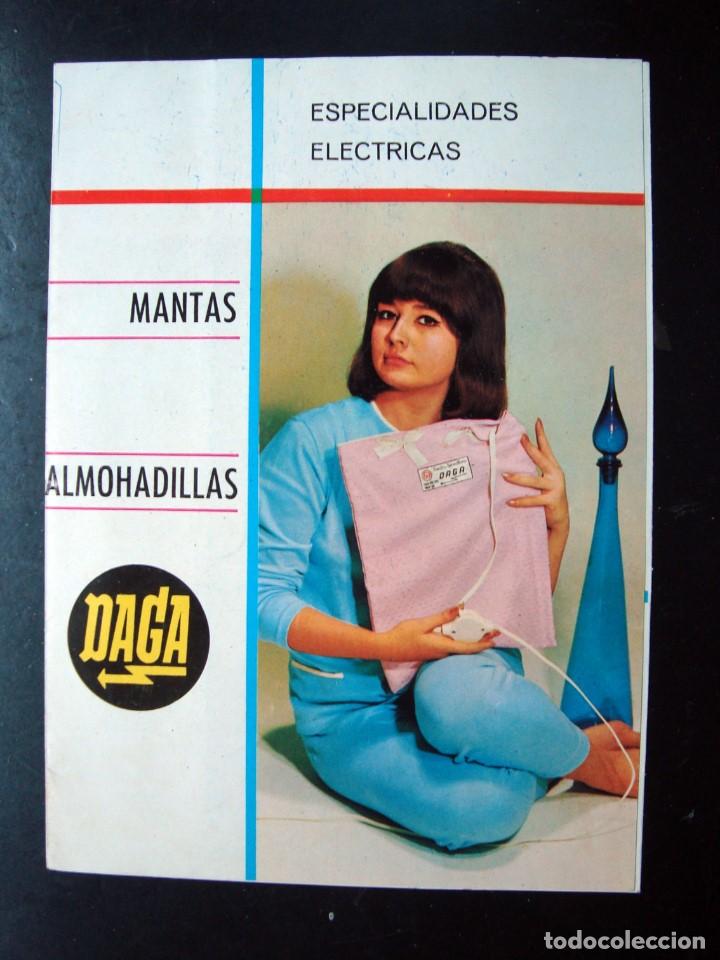 ESPECIALIDADES
ELECTRICAS
MANTAS
ALMOHADILLAS
DAGA
DAGA
todocoleccion